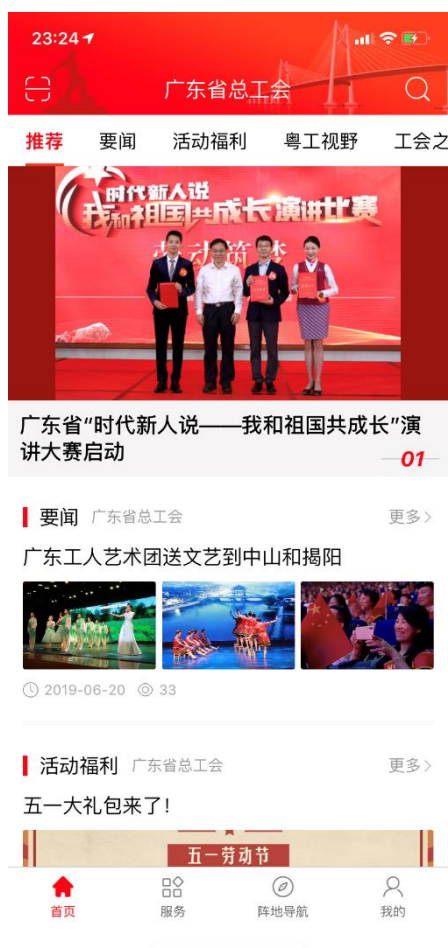 23:24
广东省总工会
推荐 要闻 活动福利 粤工视野 工会之
时代新人说
我和祖国共成长演讲比赛
劳动筑梦
广东省“时代新人说——我和祖国共成长”演
讲大赛启动
01
要闻 广东省总工会 更多>
广东工人艺术团送文艺到中山和揭阳
2019-06-20 33
活动福利 广东省总工会 更多>
五一大礼包来了!
五一劳动节
首页 服务 阵地导航 我的